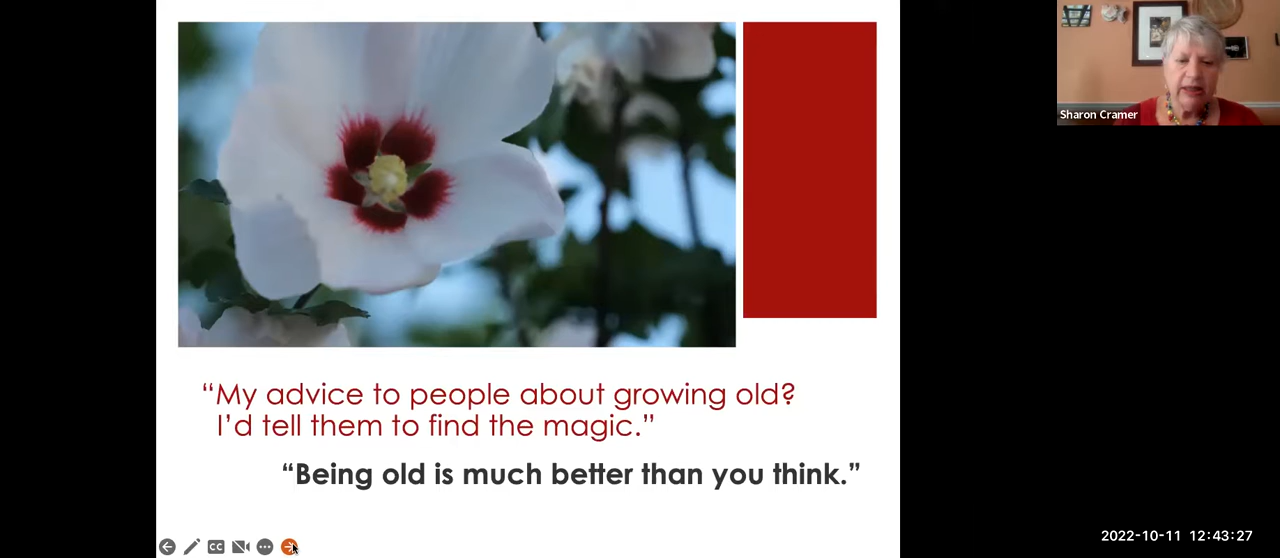 Sharon Cramer
“My advice to people about growing old?
I’d tell them to find the magic.”
“Being old is much better than you think.”
CC
2022-10-11 12:43:27